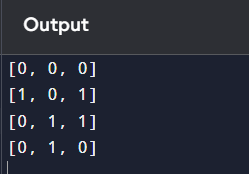 Output
[0, 0, 0]
[1, 0, 1]
[0, 1, 1]
[0, 1, 0]